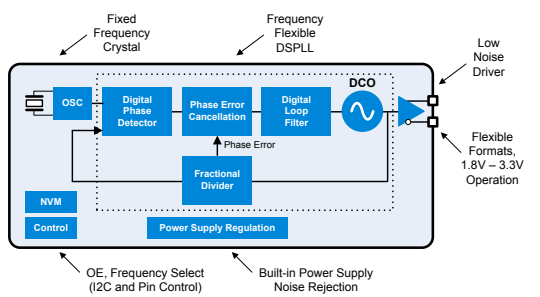 Fixed
Frequency
Crystal
Frequency
Flexible
DSPLL
Low
Noise
Driver
DCO
OSC
Digital
Phase
Detector
Phase Error
Cancellation
Digital
Loop
Filter
Phase Error
Fractional
Divider
Flexible
Formats,
1.8V – 3.3V
Operation
NVM
Control
Power Supply Regulation
OE, Frequency Select
(I2C and Pin Control)
Built-in Power Supply
Noise Rejection